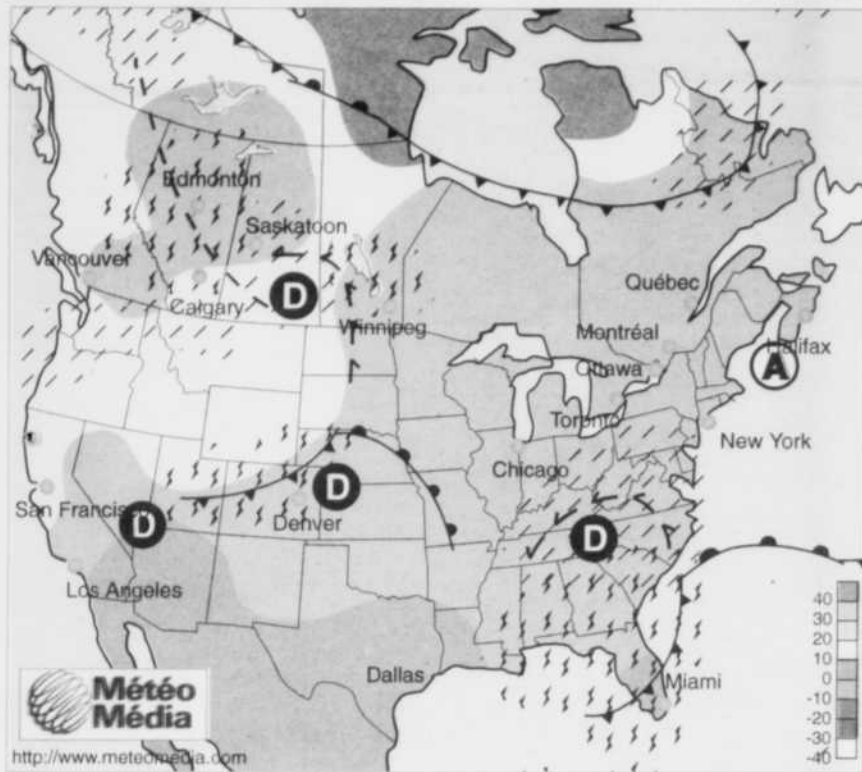 Edmonton
Saskatoon
Vancouver
Calgary
D
Winnipeg
Québec
Montréal
Ottawa
Halifax
A
Toronto
New York
Chicago
D
San Francisco
D
Denver
D
Los Angeles
Dallas
Miami
40
30
20
10
0
-10
-20
-30
-40
Météo
Média
http://www.meteomedia.com